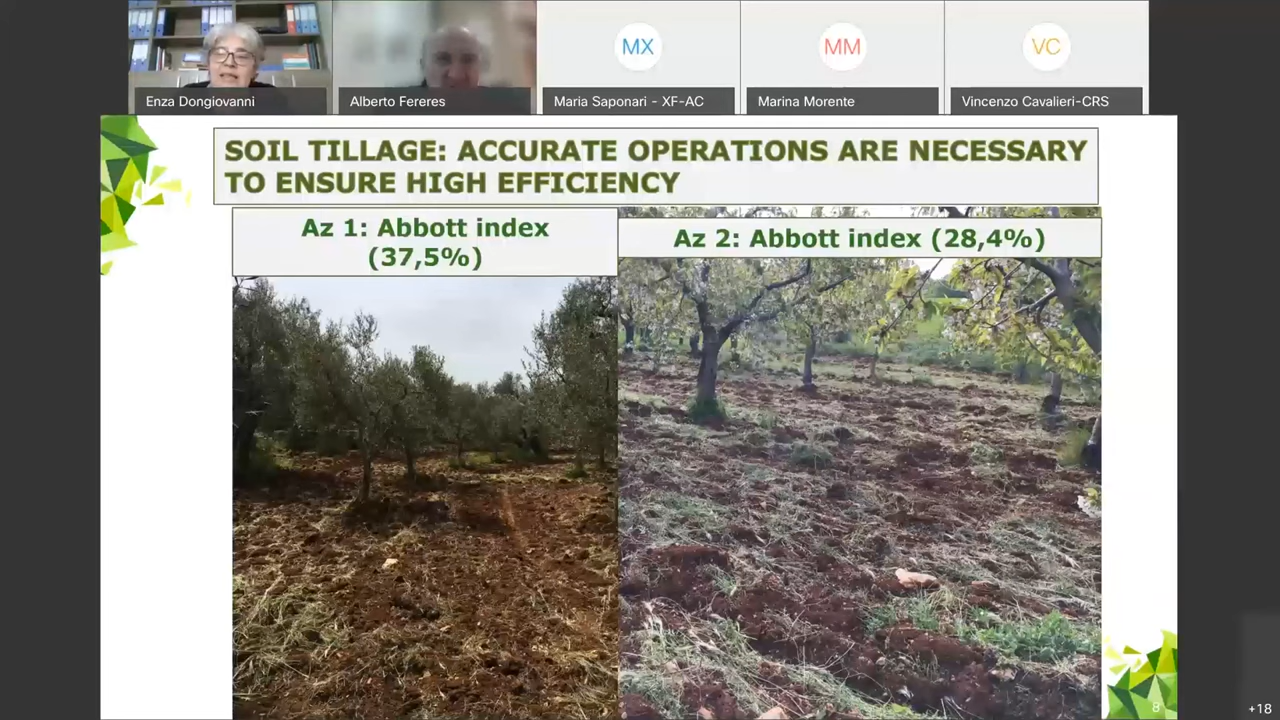 MX
MM
VC
Enza Dongiovanni
Alberto Fereres
Maria Saponari - XF-AC
Marina Morente
Vincenzo Cavalieri-CRS
SOIL TILLAGE: ACCURATE OPERATIONS ARE NECESSARY
TO ENSURE HIGH EFFICIENCY
Az 1: Abbott index
(37,5%)
Az 2: Abbott index (28,4%)
8
+18